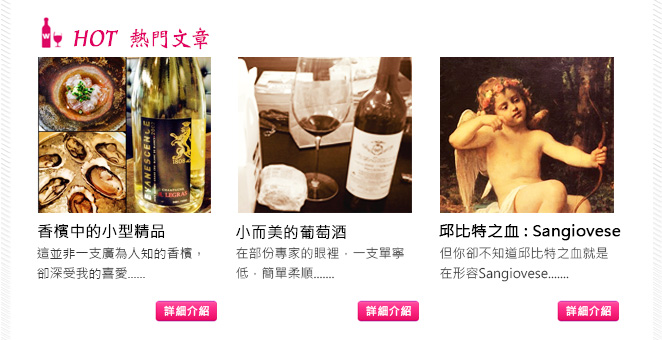 HOT 熱門文章
EVANESCENCE
1808
CHAMPAGNE
LEGRAS
香檳中的小型精品
這並非一支廣為人知的香檳，
卻深受我的喜愛......
詳細介紹
小而美的葡萄酒
在部份專家的眼裡，一支單寧
低，簡單柔順.......
詳細介紹
邱比特之血 : Sangiovese
但你卻不知道邱比特之血就是
在形容Sangiovese.......
詳細介紹